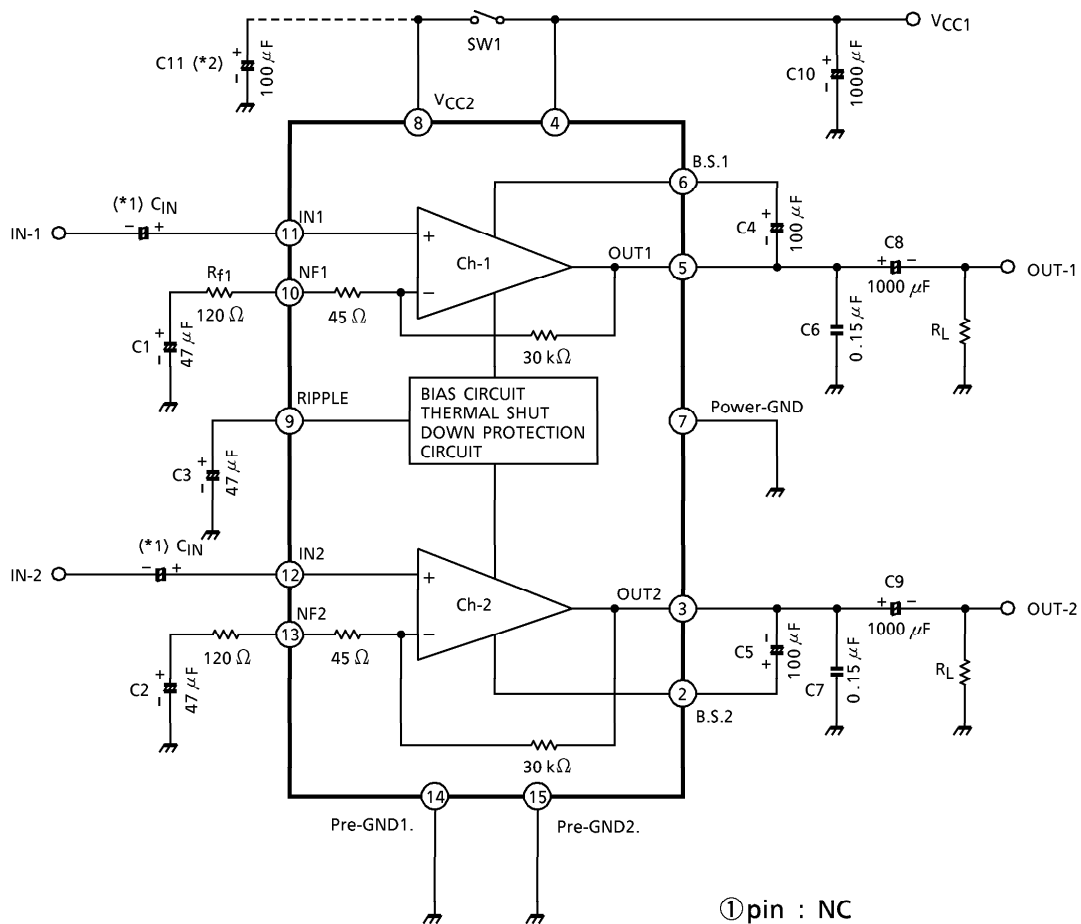 VCC1
SW1
C11 (*2)
100 μF
C10
1000 μF
VCC2
8
4
B.S.1
6
(*1) CIN
IN-1
IN1
11
C4
100 μF
OUT1
C8
Ch-1
5
OUT-1
Rf1
NF1
10
1000 μF
120 Ω
45 Ω
C1
47 μF
30 kΩ
C6
0.15 μF
RL
RIPPLE
BIAS CIRCUIT
THERMAL SHUT
DOWN PROTECTION
CIRCUIT
9
Power-GND
7
C3
47 μF
(*1) CIN
IN2
IN-2
12
C9
Ch-2
OUT2
3
OUT-2
NF2
13
1000 μF
120 Ω
45 Ω
C5
100 μF
C7
0.15 μF
RL
C2
47 μF
2
B.S.2
30 kΩ
14
15
Pre-GND1.
Pre-GND2.
①pin : NC